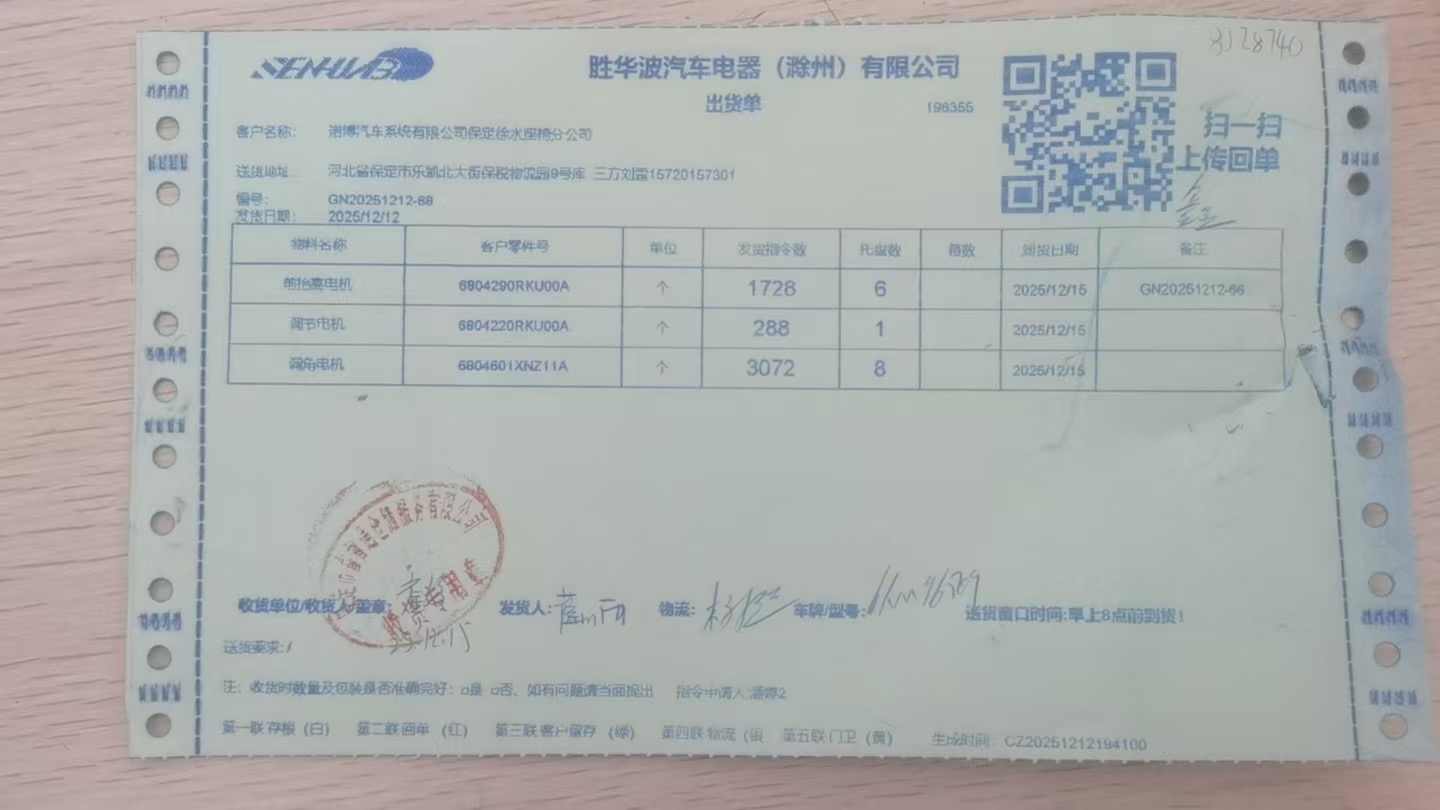 SENHUABO
胜华波汽车电器（滁州）有限公司
出货单
196355
扫一扫
上传回单
客户名称： 诺博汽车系统有限公司保定徐水座椅分公司
送货地址: 河北省保定市乐凯北大街保税物流园9号库 三方刘雷15720157301
编号： GN20251212-68
发货日期： 2025/12/12
物料名称 客户零件号 单位 发货指令数 托盘数 箱数 到货日期 备注
前抬高电机 6804290RKU00A 个 1728 6 2025/12/15 GN20251212-66
调节电机 6804220RKU00A 个 288 1 2025/12/15
调角电机 6804601XNZ11A 个 3072 8 2025/12/15
收货单位/收货人/盖章: 发货人: 物流: 车牌/型号: 送货窗口时间:早上8点前到货!
25.12.15
送货要求: /
注: 收货时数量及包装是否准确完好: □是 □否、如有问题请当面提出 指令申请人:潘婷2
第一联 存根 (白) 第二联 回单 (红) 第三联 客户留存 (绿) 第四联 物流 (银 第五联 门卫 (黄) 生成时间: CZ20251212194100